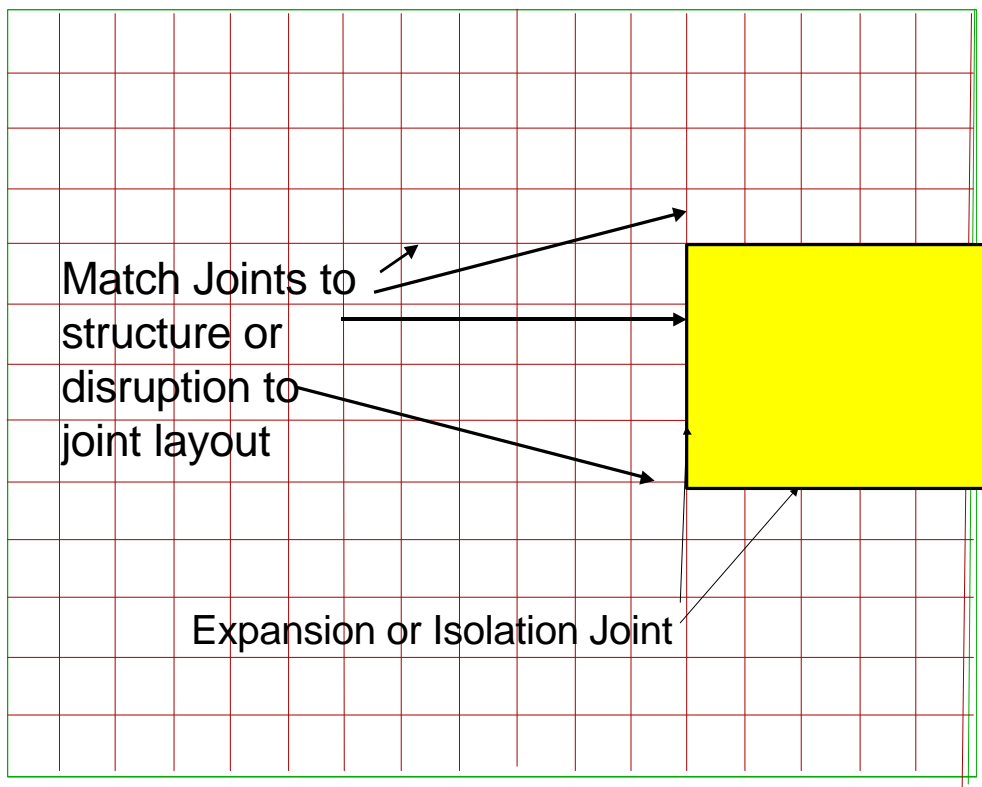 Match Joints to
structure or
disruption to
joint layout
Expansion or Isolation Joint